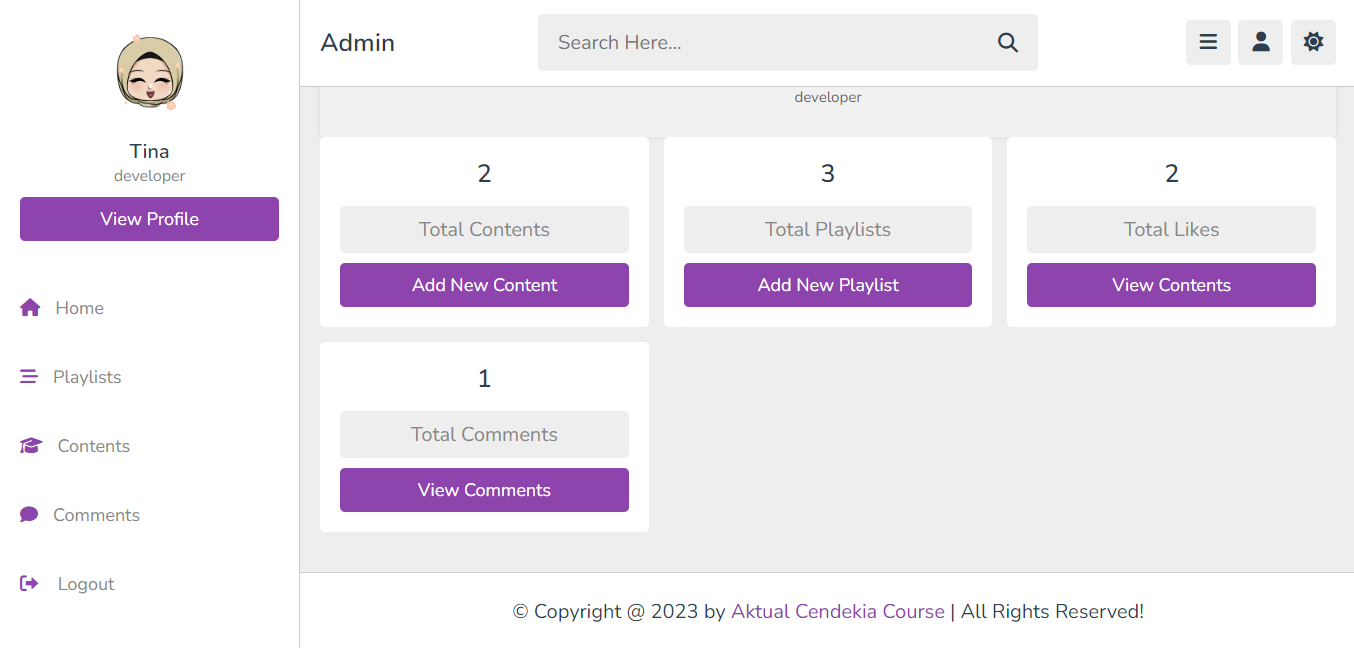 Admin
Search Here...
Tina
developer
View Profile
Home
Playlists
Contents
Comments
Logout
developer
2
Total Contents
Add New Content
3
Total Playlists
Add New Playlist
2
Total Likes
View Contents
1
Total Comments
View Comments
© Copyright @ 2023 by Aktual Cendekia Course | All Rights Reserved!